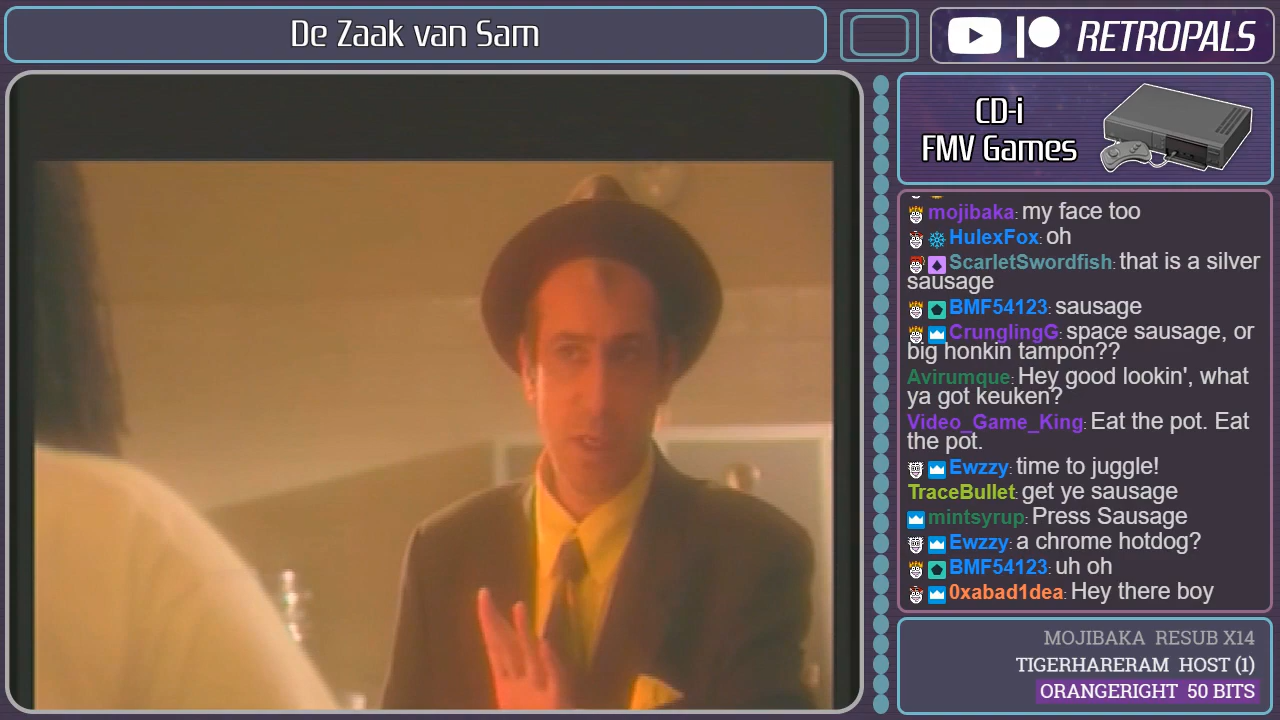 De Zaak van Sam
RETROPALS
CD-i
FMV Games
mojibaka: my face too
HulexFox: oh
ScarletSwordfish: that is a silver
sausage
BMF54123: sausage
CrunglingG: space sausage, or
big honkin tampon??
Avirumque: Hey good lookin', what
ya got keuken?
Video_Game_King: Eat the pot. Eat
the pot.
Ewzzy: time to juggle!
TraceBullet: get ye sausage
mintsyrup: Press Sausage
Ewzzy: a chrome hotdog?
BMF54123: uh oh
0xabad1dea: Hey there boy
MOJIBAKA RESUB X14
TIGERHARERAM HOST (1)
ORANGERIGHT 50 BITS